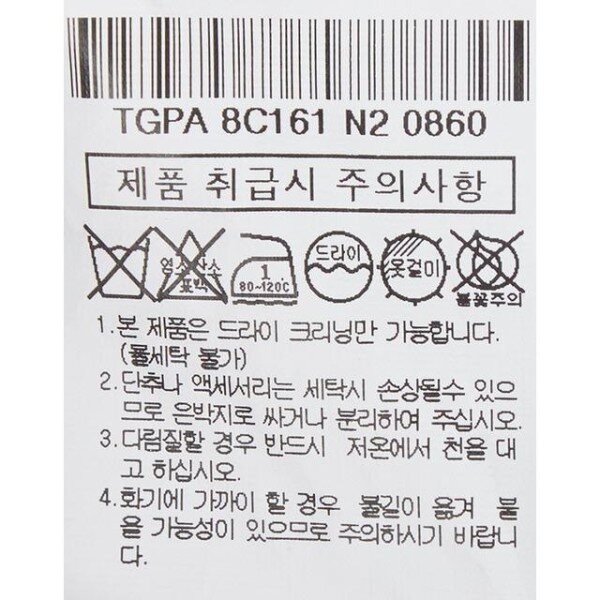 TGPA 8C161 N2 0860
제품 취급시 주의사항
염소산소 표백
1. 80~120C
드라이
옷걸이
불꽃주의
1.본 제품은 드라이 크리닝만 가능합니다.
(물세탁 불가)
2.단추나 액세서리는 세탁시 손상될수 있으
므로 은박지로 싸거나 분리하여 주십시오.
3.다림질할 경우 반드시 저온에서 천을 대
고 하십시오.
4.화기에 가까이 할 경우 불길이 옮겨 붙
을 가능성이 있으므로 주의하시기 바랍니
다.